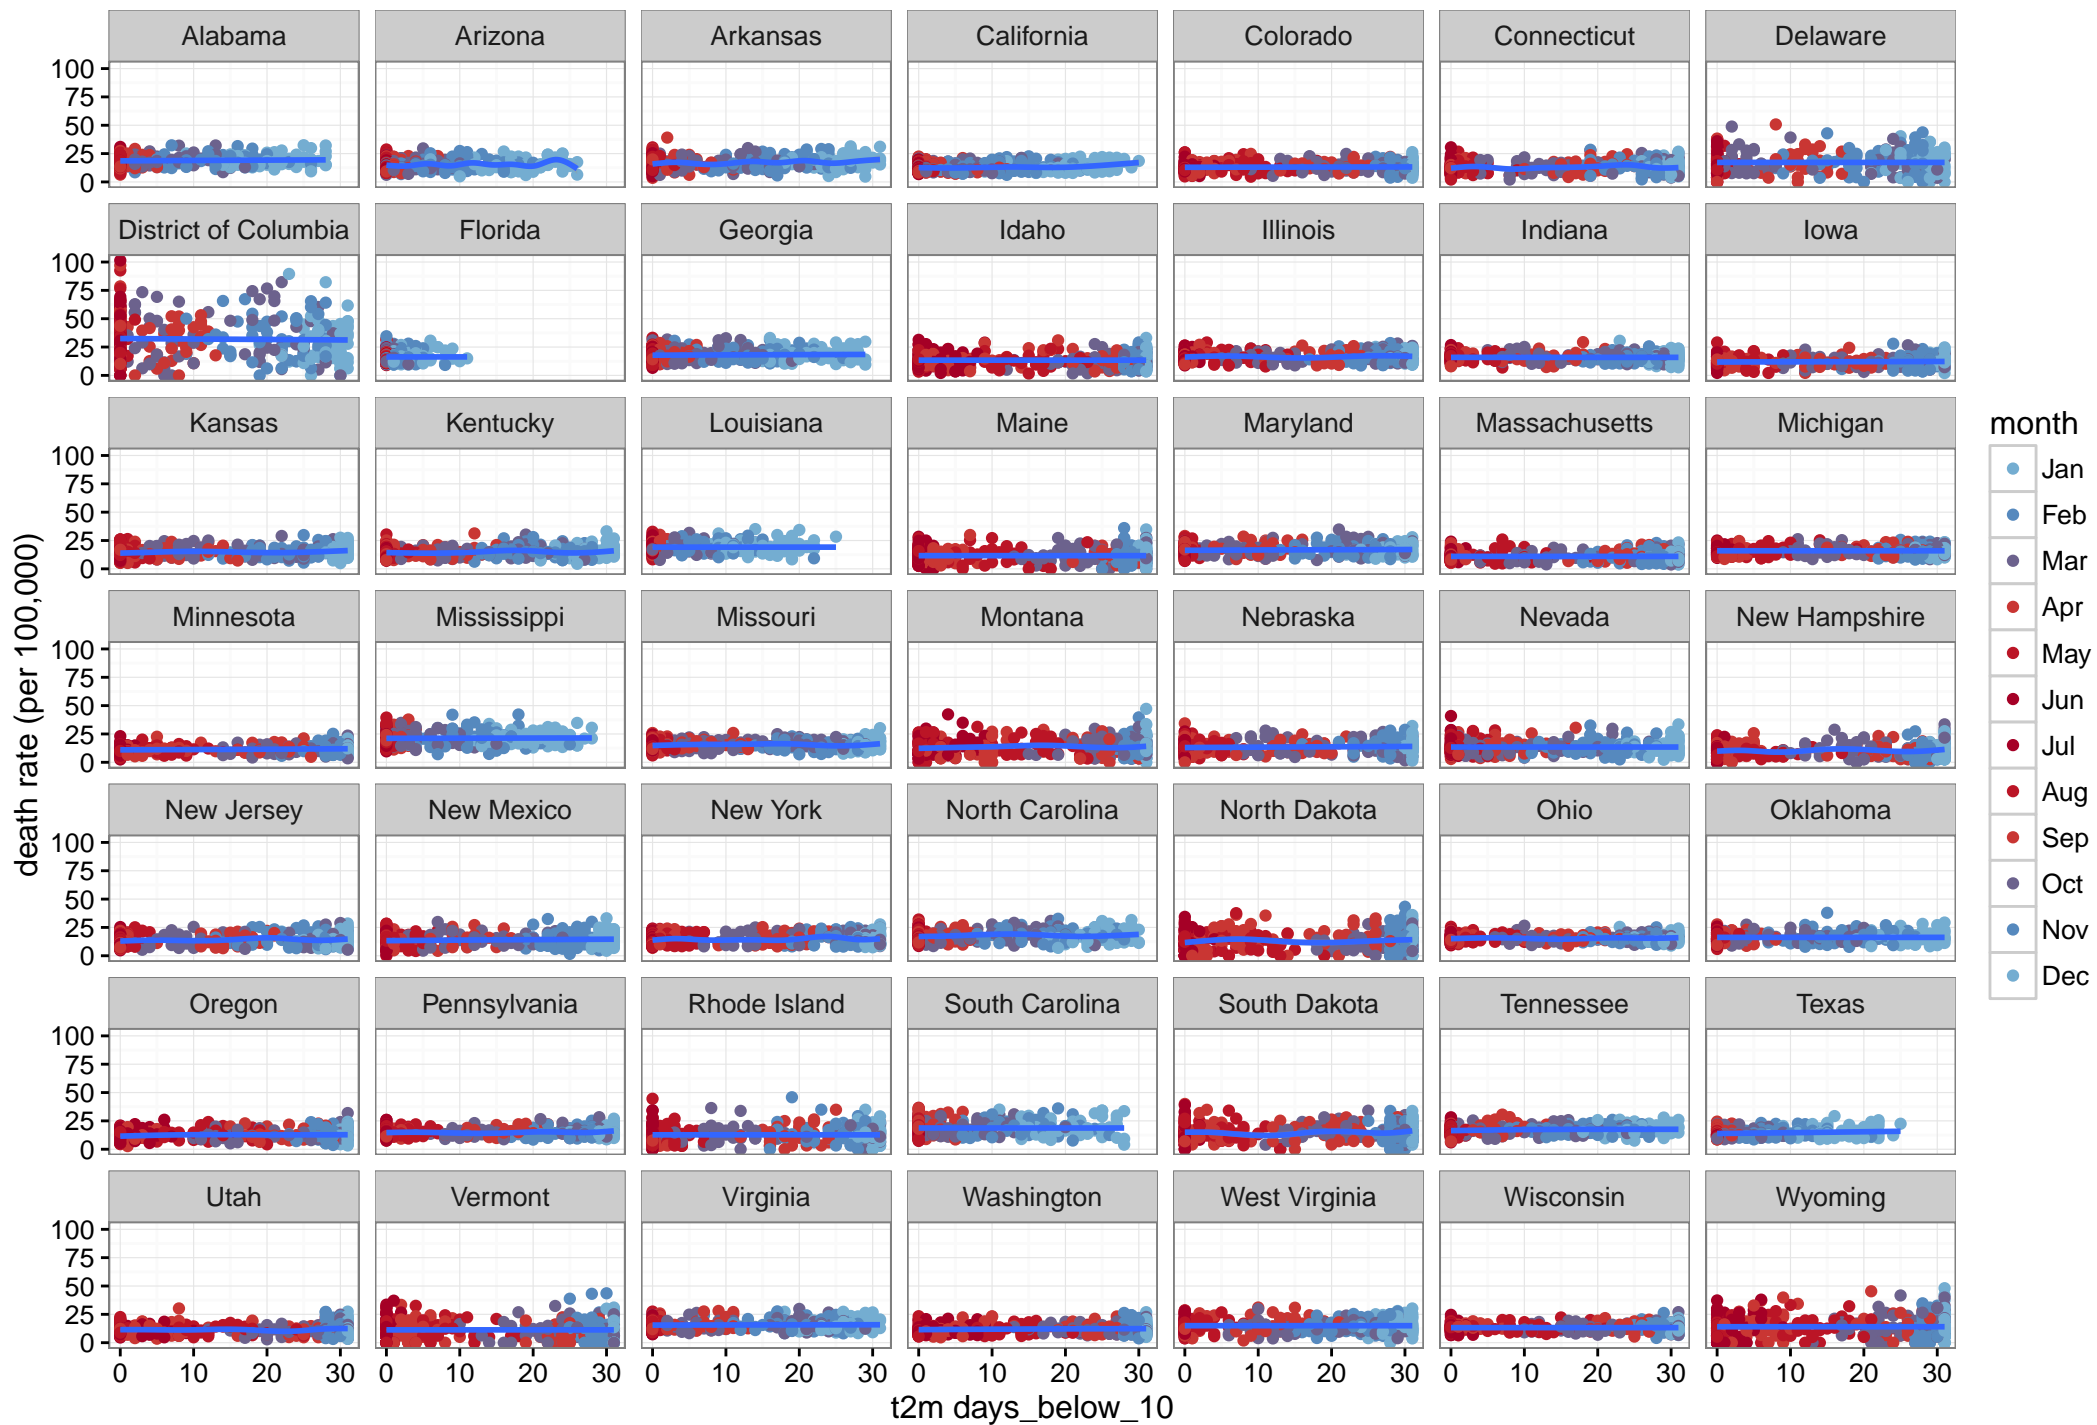 Alabama Arizona Arkansas California Colorado Connecticut Delaware
100
75
50
25
0
District of Columbia Florida Georgia Idaho Illinois Indiana Iowa
100
75
50
25
0
Kansas Kentucky Louisiana Maine Maryland Massachusetts Michigan
100
75
50
25
0
Minnesota Mississippi Missouri Montana Nebraska Nevada New Hampshire
100
75
50
25
0
New Jersey New Mexico New York North Carolina North Dakota Ohio Oklahoma
100
75
50
25
0
Oregon Pennsylvania Rhode Island South Carolina South Dakota Tennessee Texas
100
75
50
25
0
Utah Vermont Virginia Washington West Virginia Wisconsin Wyoming
100
75
50
25
0
0 10 20 30 0 10 20 30 0 10 20 30 0 10 20 30 0 10 20 30 0 10 20 30 0 10 20 30
t2m days_below_10
death rate (per 100,000)
month
Jan
Feb
Mar
Apr
May
Jun
Jul
Aug
Sep
Oct
Nov
Dec